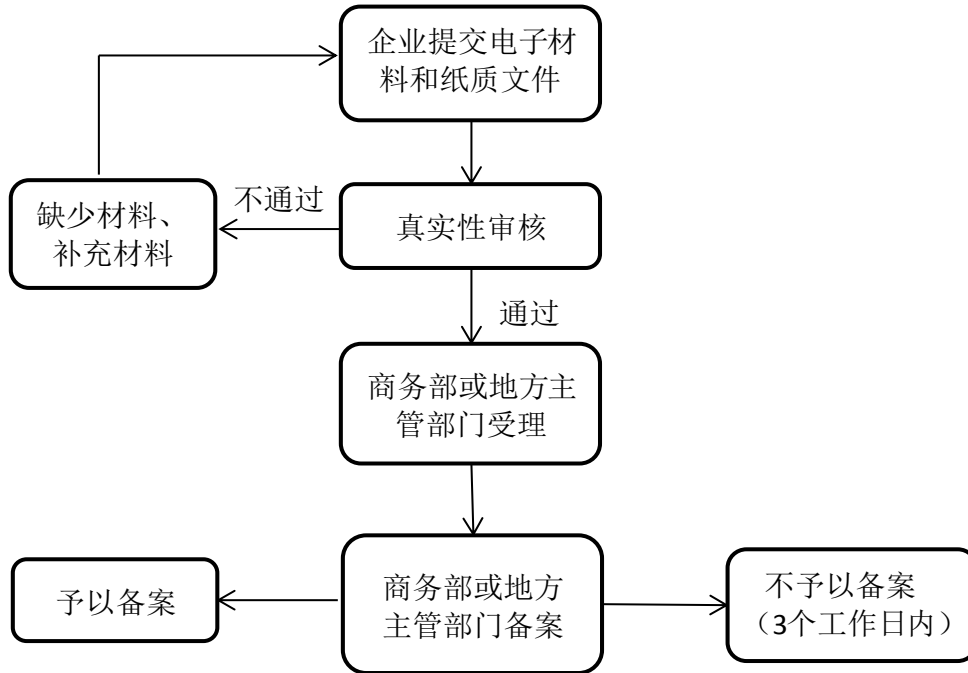 企业提交电子材
料和纸质文件
不通过
缺少材料、
补充材料
真实性审核
通过
商务部或地方主
管部门受理
予以备案
商务部或地方
主管部门备案
不予以备案
（3个工作日内）